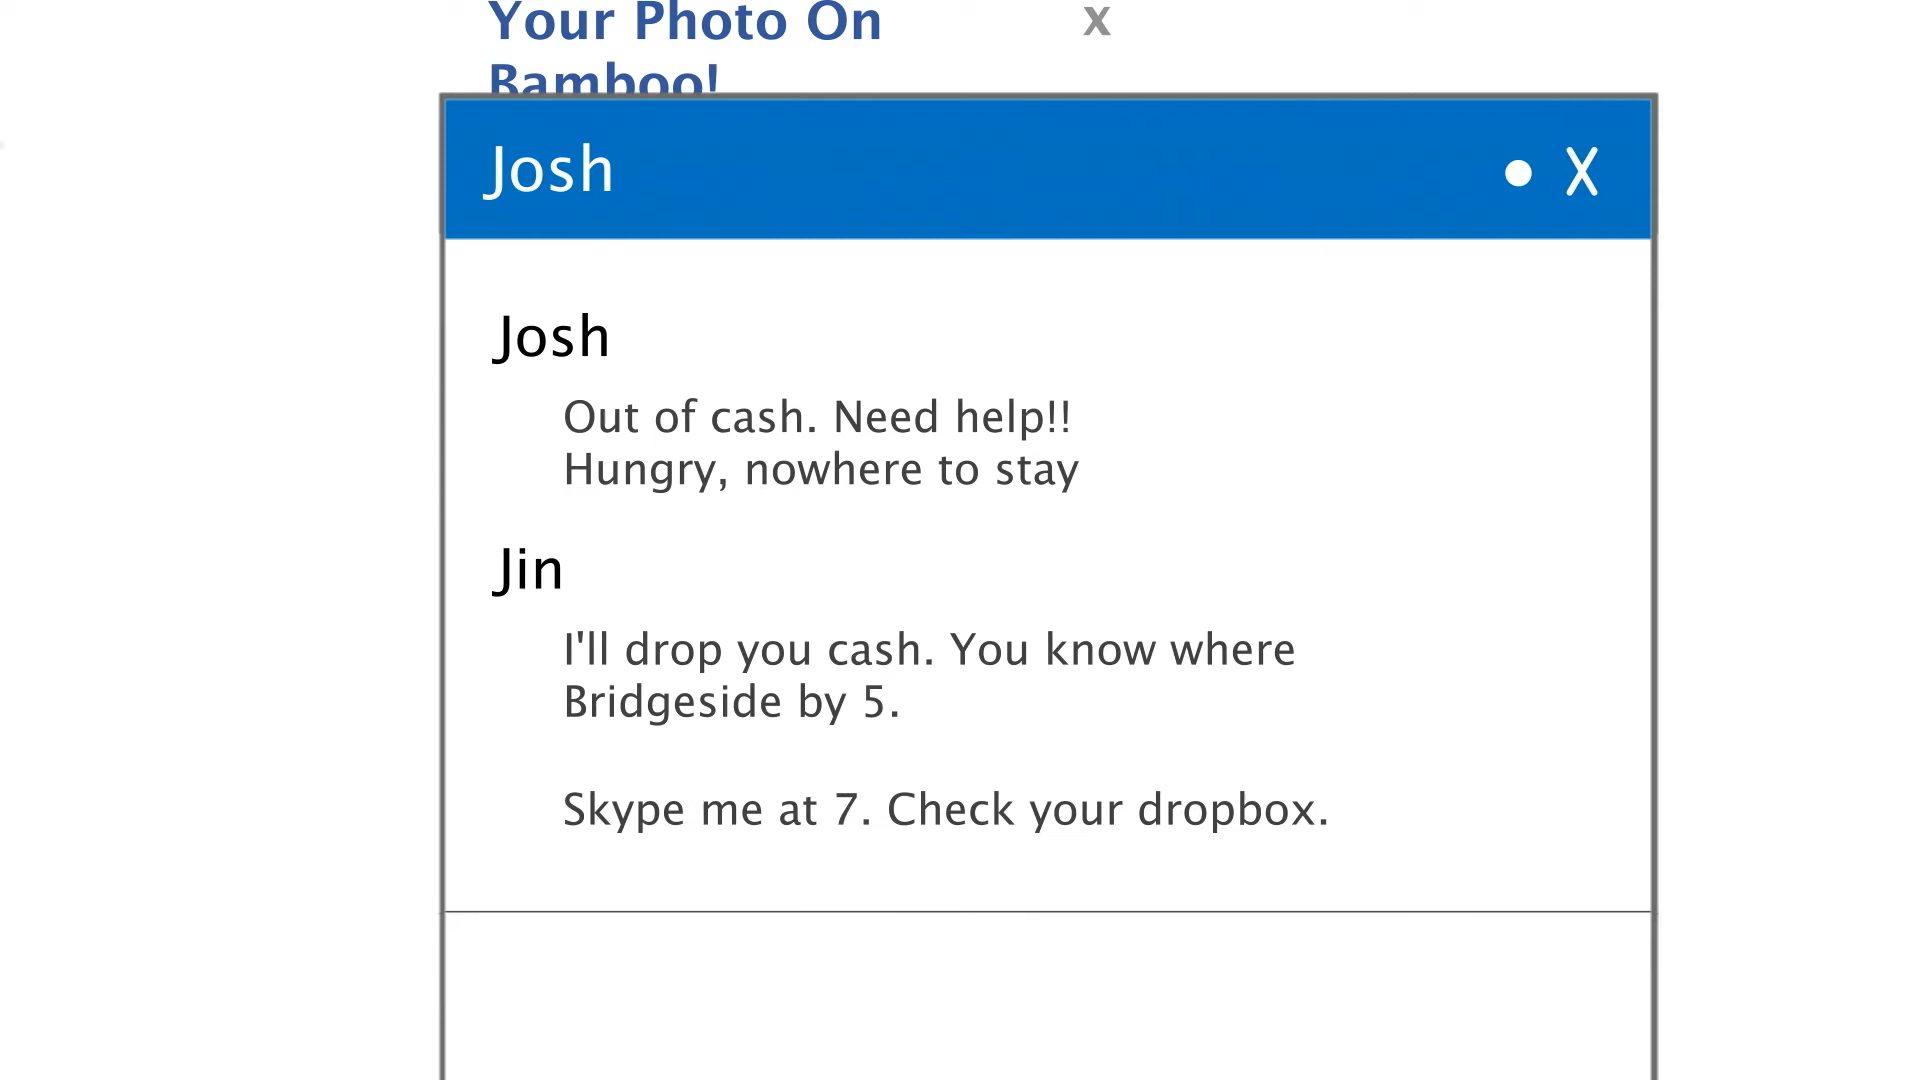 Your Photo On
x
Bamboo!
Josh
X
Josh
Out of cash. Need help!!
Hungry, nowhere to stay
Jin
I'll drop you cash. You know where
Bridgeside by 5.
Skype me at 7. Check your dropbox.